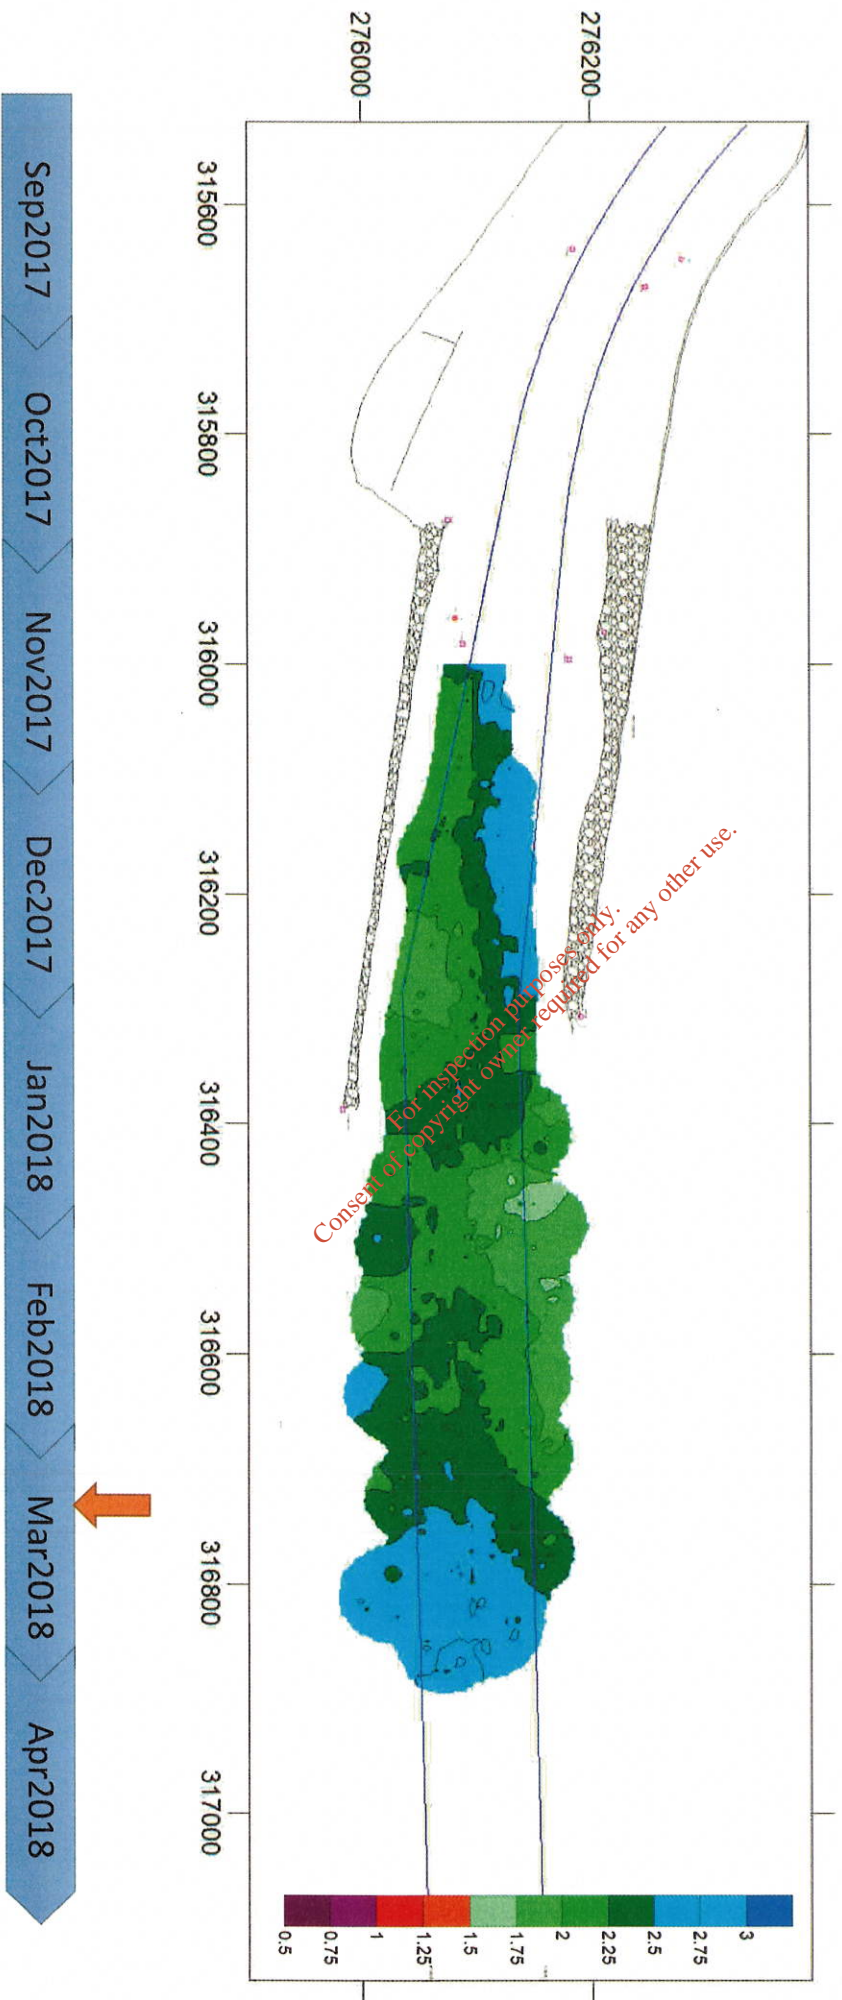 276200
276000
315600
315800
316000
316200
316400
316600
316800
317000
3
2.75
2.5
2.25
2
1.75
1.5
1.25
1
0.75
0.5
For inspection purposes only.
Consent of copyright owner required for any other use.
Sep2017
Oct2017
Nov2017
Dec2017
Jan2018
Feb2018
Mar2018
Apr2018